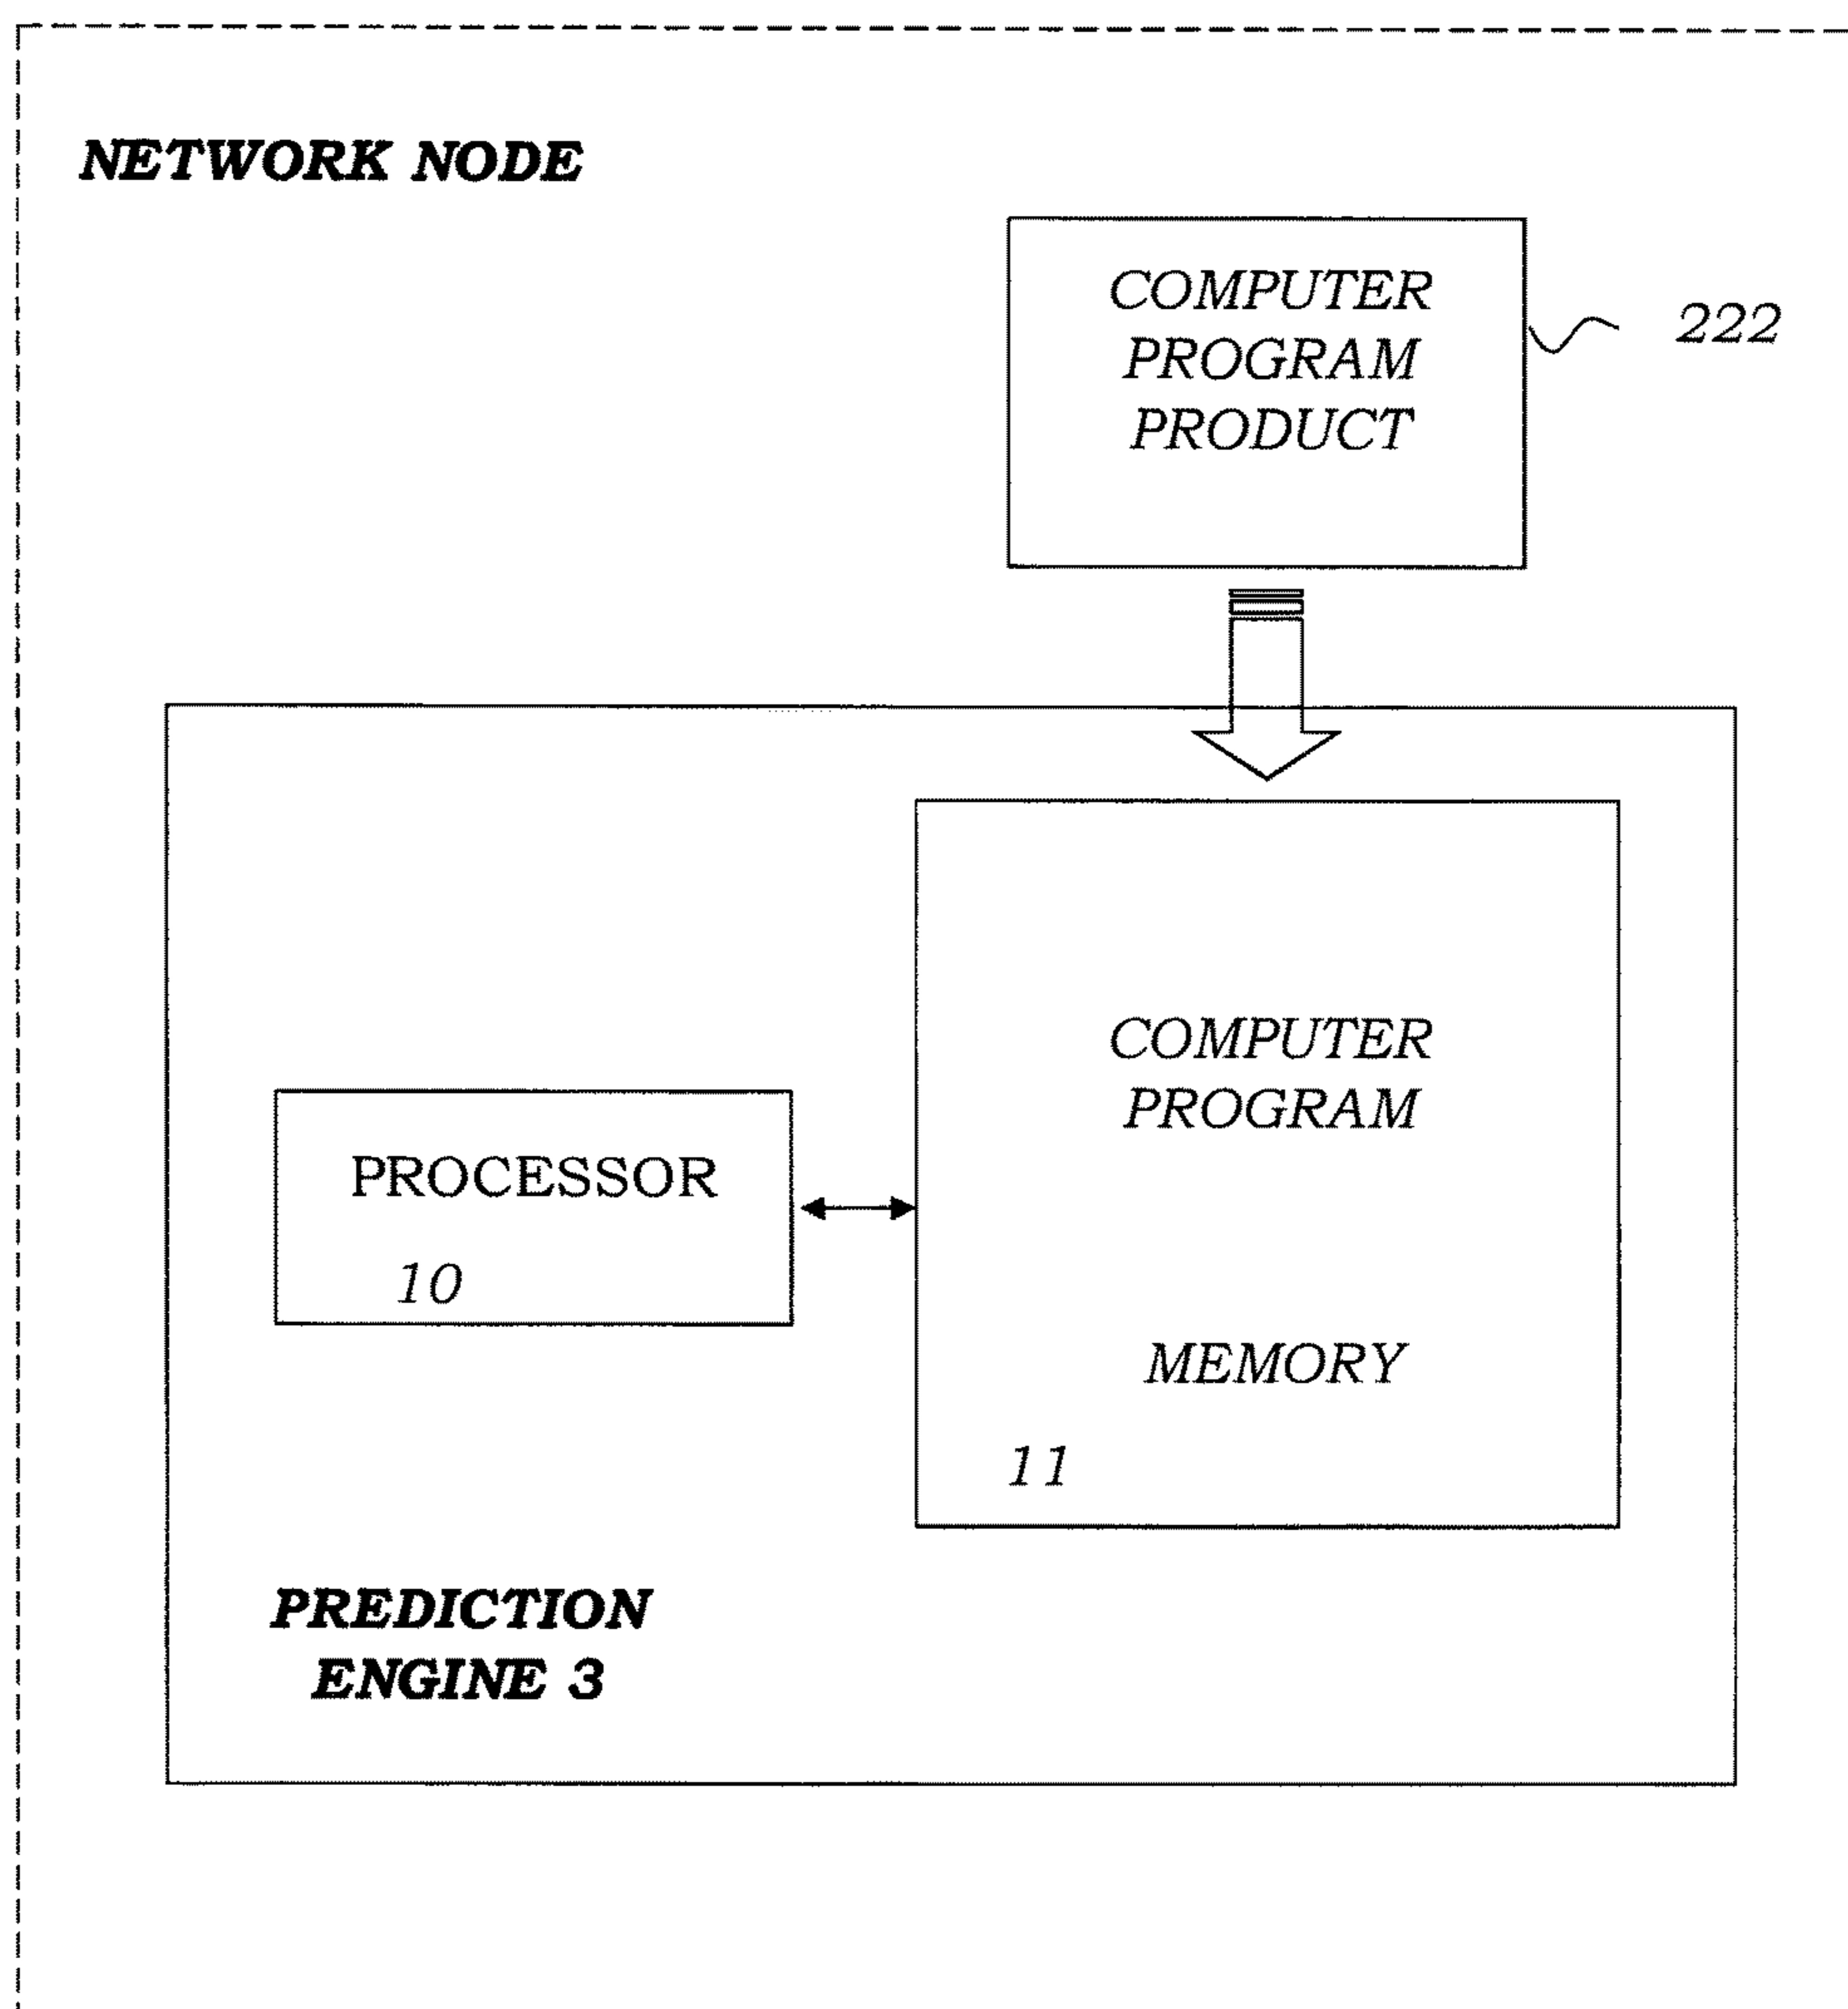 NETWORK NODE
COMPUTER
PROGRAM
PRODUCT
222
COMPUTER
PROGRAM
PROCESSOR
10
MEMORY
11
PREDICTION
ENGINE 3